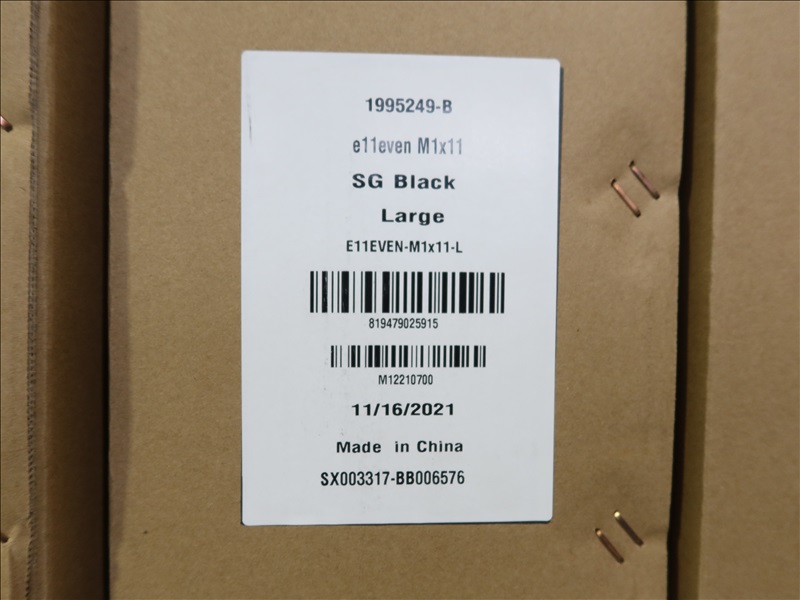 1995249-B
e11even M1x11
SG Black
Large
E11EVEN-M1x11-L
819479025915
M12210700
11/16/2021
Made in China
SX003317-BB006576